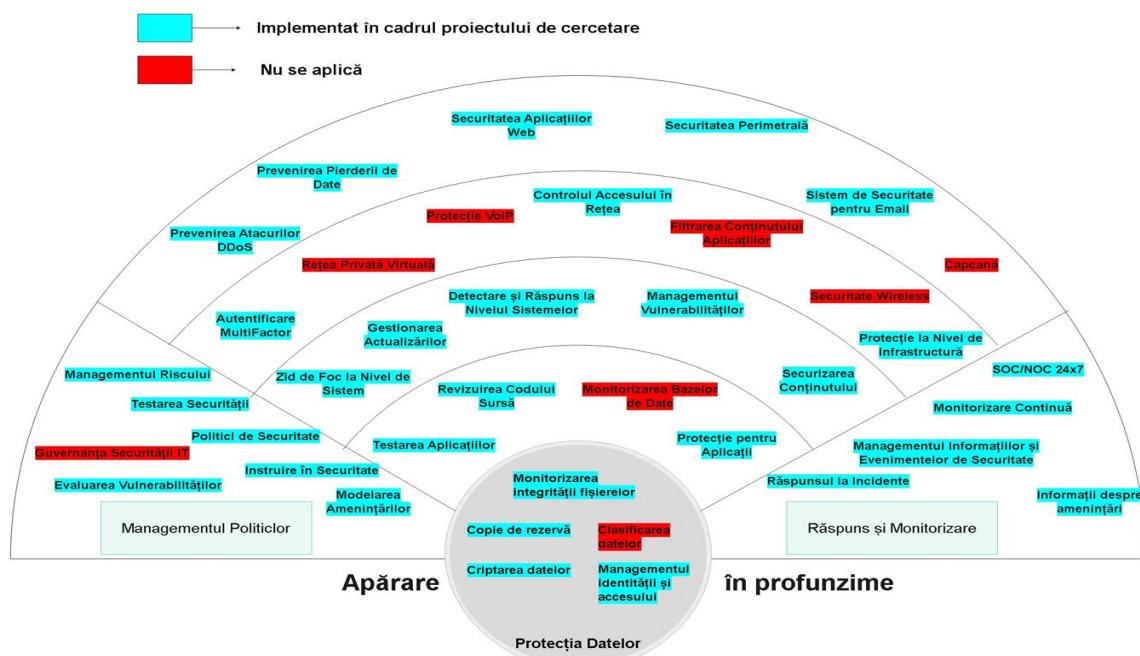 Implementat în cadrul proiectului de cercetare
Nu se aplică
Securitatea Aplicațiilor
Web
Securitatea Perimetrală
Prevenirea Pierderii de
Date
Controlul Accesului în
Rețea
Sistem de Securitate
pentru Email
Protecție VoIP
Filtrarea Conținutului
Aplicațiilor
Prevenirea Atacurilor
DDoS
Rețea Privată Virtuală
Capcană
Securitate Wireless
Detectare și Răspuns la
Nivelul Sistemelor
Managementul
Vulnerabilităților
Autentificare
MultiFactor
Gestionarea
Actualizărilor
Protecție la Nivel de
Infrastructură
Managementul Riscului
Zid de Foc la Nivel de
Sistem
Revizuirea Codului
Sursă
Monitorizarea Bazelor
de Date
Securizarea
Conținutului
SOC/NOC 24x7
Testarea Securității
Monitorizare Continuă
Politici de Securitate
Testarea Aplicațiilor
Protecție pentru
Aplicații
Guvernanța Securității IT
Managementul Informațiilor și
Evenimentelor de Securitate
Instruire în Securitate
Evaluarea Vulnerabilităților
Modelarea
Amenințărilor
Răspunsul la Incidente
Informații despre
amenințări
Monitorizarea
integrității fișierelor
Managementul Politiclor
Copie de rezervă
Clasificarea
datelor
Răspuns și Monitorizare
Criptarea datelor
Managementul
identității și
accesului
Apărare în profunzime
Protecția Datelor